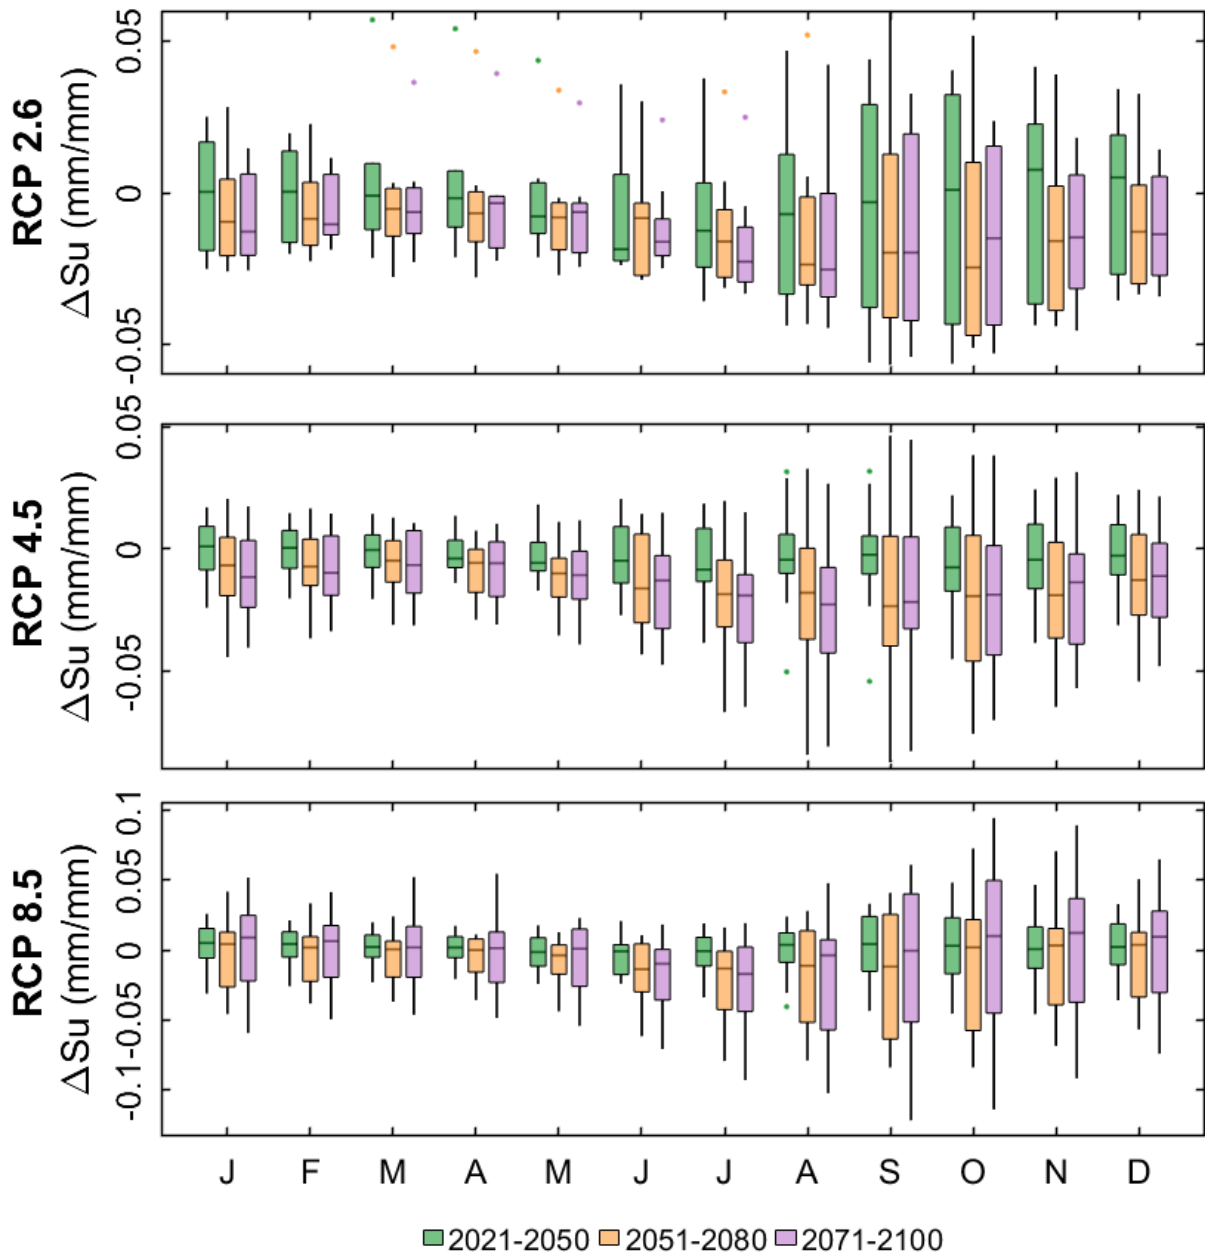 RCP 2.6
ΔSu (mm/mm)
0.05
0
-0.05
RCP 4.5
ΔSu (mm/mm)
0.05
0
-0.05
RCP 8.5
ΔSu (mm/mm)
0.1
0.05
0
-0.05
-0.1
J F M A M J J A S O N D
2021-2050 2051-2080 2071-2100